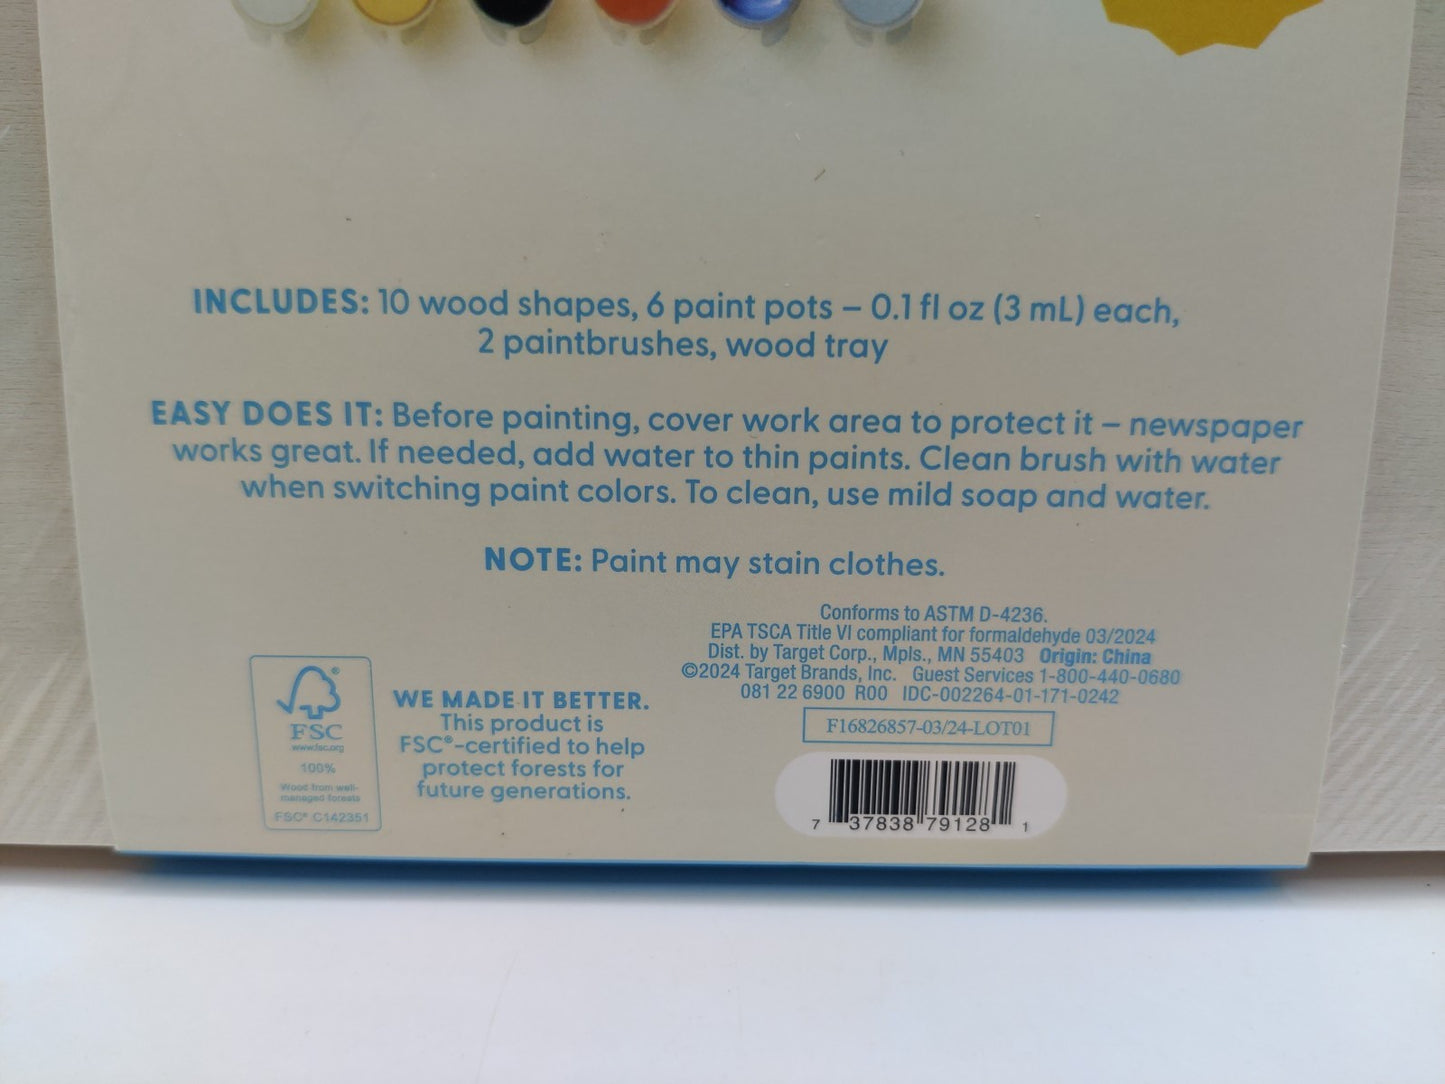 INCLUDES: 10 wood shapes, 6 paint pots – 0.1 fl oz (3 mL) each,
2 paintbrushes, wood tray
EASY DOES IT: Before painting, cover work area to protect it – newspaper
works great. If needed, add water to thin paints. Clean brush with water
when switching paint colors. To clean, use mild soap and water.
NOTE: Paint may stain clothes.
Conforms to ASTM D-4236.
EPA TSCA Title VI compliant for formaldehyde 03/2024
Dist. by Target Corp., Mpls., MN 55403 Origin: China
©2024 Target Brands, Inc. Guest Services 1-800-440-0680
081 22 6900 R00 IDC-002264-01-171-0242
F16826857-03/24-LOT01
7 37838 79128 1
®
FSC
www.fsc.org
100%
Wood from well-
managed forests
FSC® C142351
WE MADE IT BETTER.
This product is
FSC®-certified to help
protect forests for
future generations.